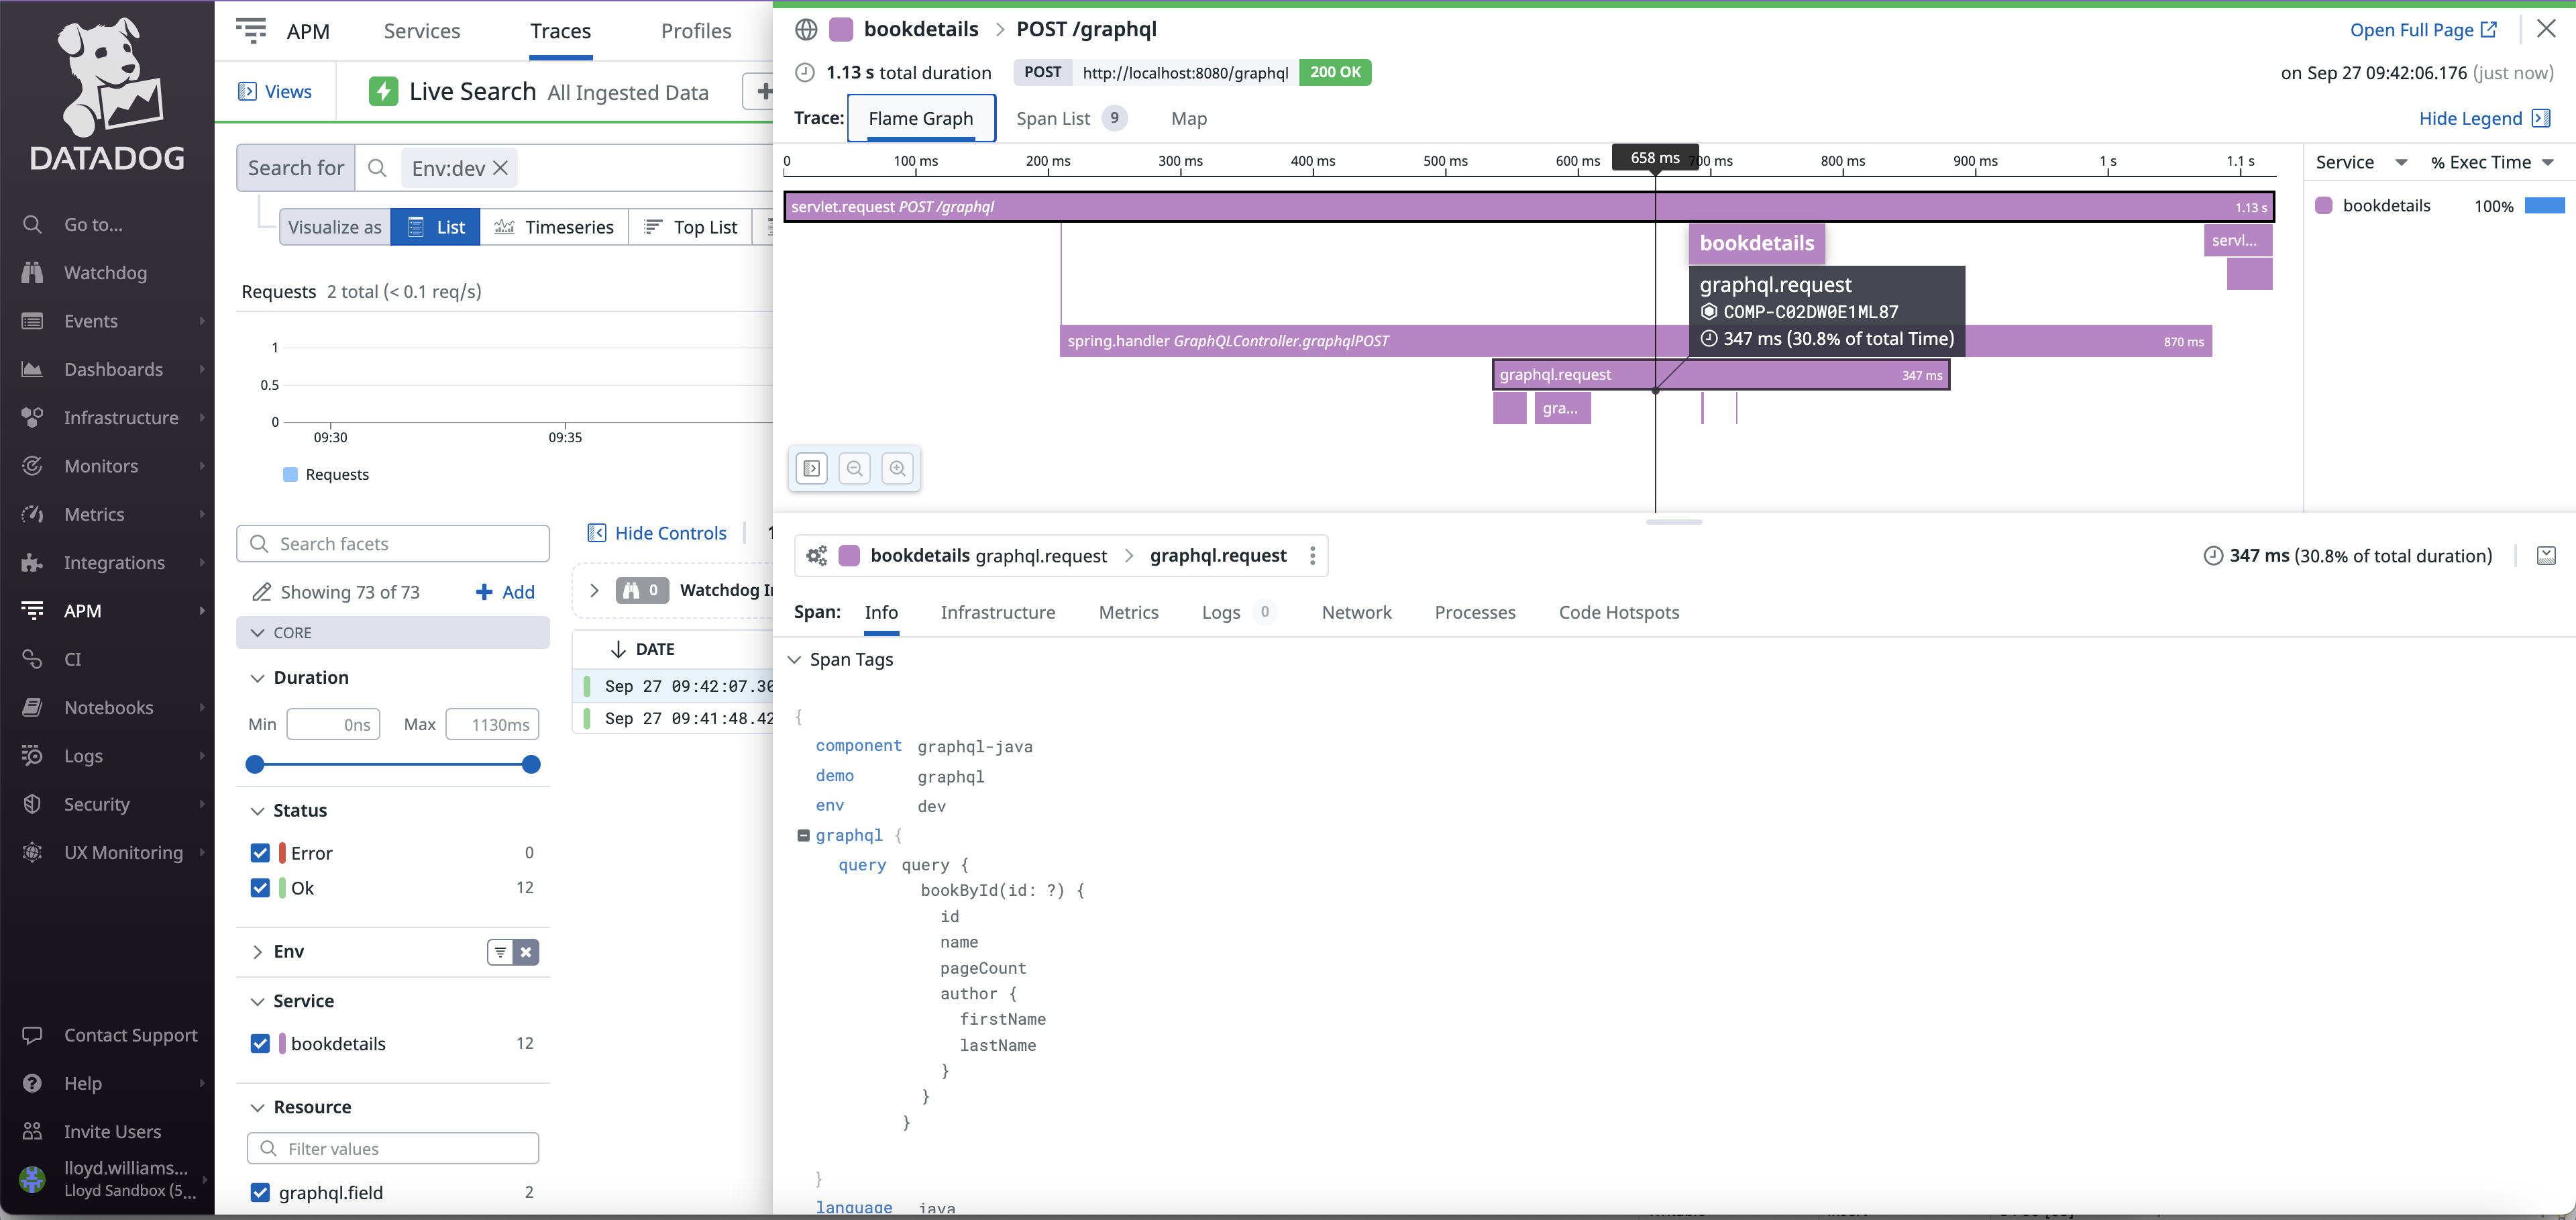 DATADOG
Go to...
Watchdog
Events
Dashboards
Infrastructure
Monitors
Metrics
Integrations
APM
CI
Notebooks
Logs
Security
UX Monitoring
Contact Support
Help
Invite Users
lloyd.williams...
Lloyd Sandbox (5...
APM
Services
Traces
Profiles
Views
Live Search All Ingested Data
Search for
Env:dev
Visualize as
List
Timeseries
Top List
Requests 2 total (< 0.1 req/s)
1
0.5
0
09:30
09:35
Requests
Search facets
Showing 73 of 73
Add
CORE
Duration
Min 0ns Max 1130ms
Status
Error 0
Ok 12
Env
Service
bookdetails 12
Resource
Filter values
graphql.field 2
Hide Controls
0 Watchdog
DATE
Sep 27 09:42:07.30
Sep 27 09:41:48.42
bookdetails > POST /graphql
Open Full Page
1.13 s total duration
POST http://localhost:8080/graphql 200 OK
on Sep 27 09:42:06.176 (just now)
Trace:
Flame Graph
Span List 9
Map
Hide Legend
0 100 ms 200 ms 300 ms 400 ms 500 ms 600 ms 658 ms 700 ms 800 ms 900 ms 1 s 1.1 s
servlet.request POST /graphql 1.13 s
servl...
bookdetails
graphql.request
COMP-C02DW0E1ML87
347 ms (30.8% of total Time)
spring.handler GraphQLController.graphqlPOST 870 ms
graphql.request 347 ms
gra...
Service
% Exec Time
bookdetails 100%
bookdetails graphql.request > graphql.request
347 ms (30.8% of total duration)
Span:
Info
Infrastructure
Metrics
Logs 0
Network
Processes
Code Hotspots
Span Tags
{
component graphql-java
demo graphql
env dev
graphql {
query query {
bookById(id: ?) {
id
name
pageCount
author {
firstName
lastName
}
}
}
}
language java